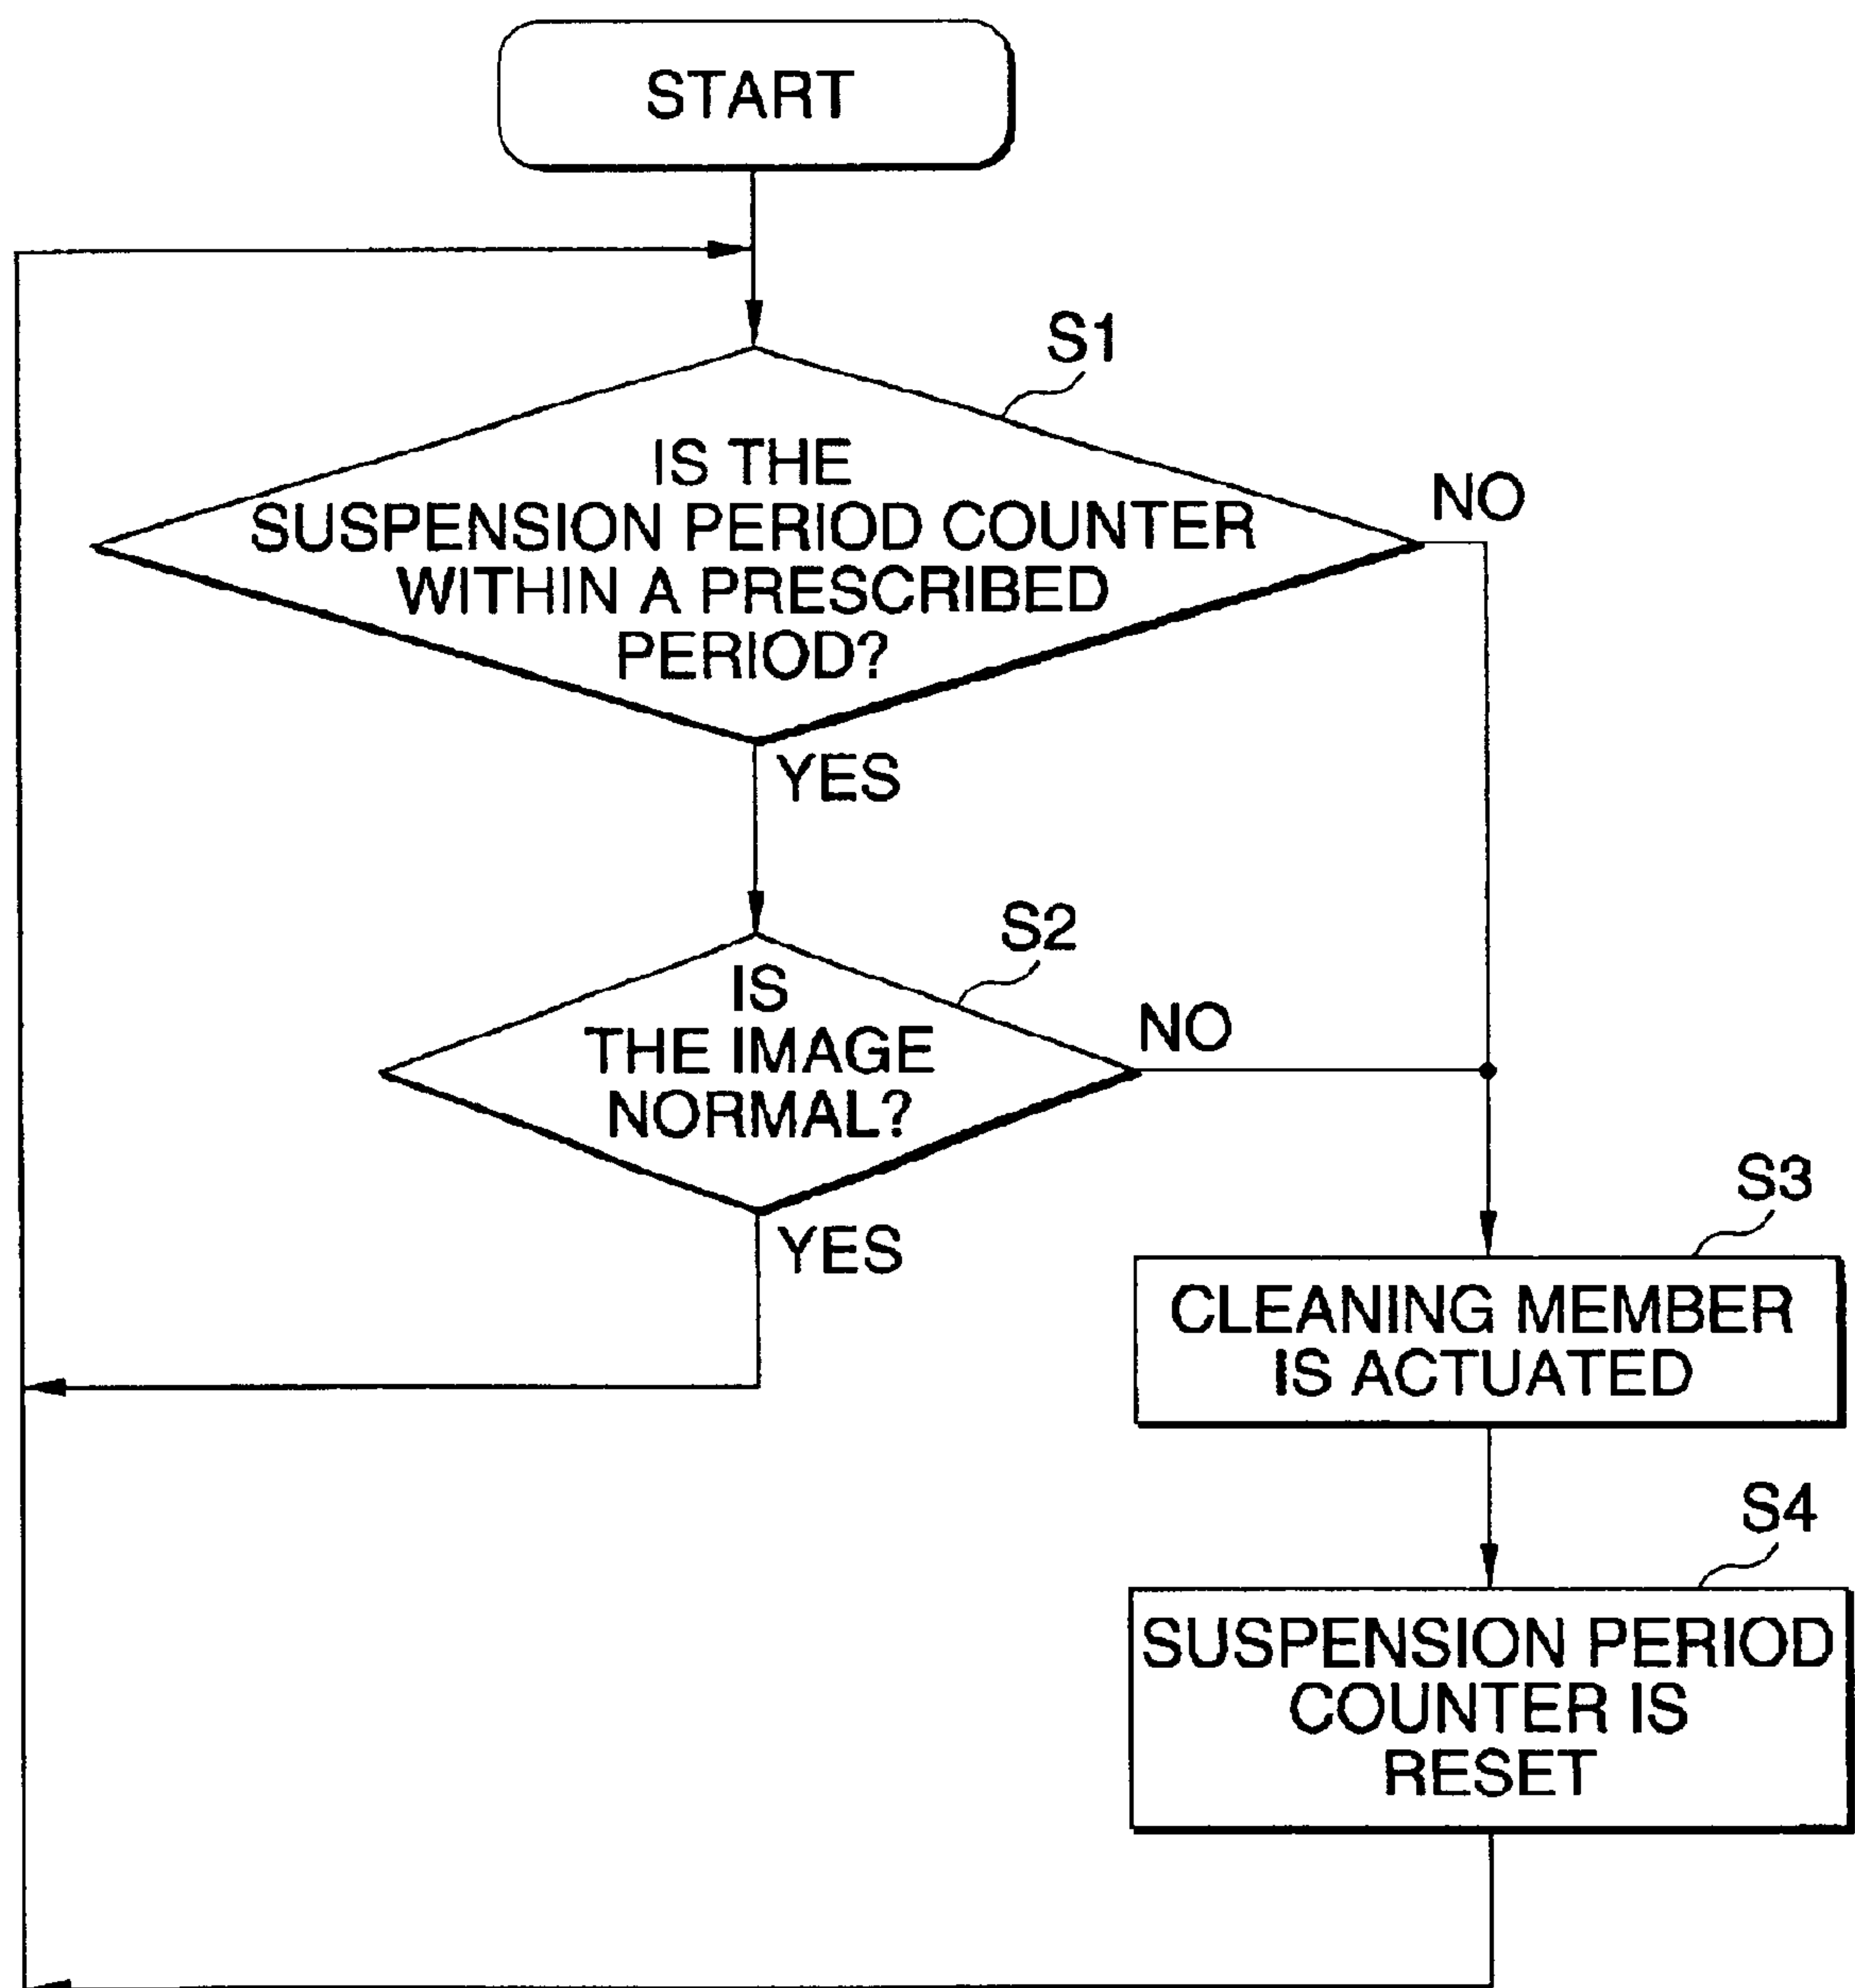 START
S1
IS THE
SUSPENSION PERIOD COUNTER
WITHIN A PRESCRIBED
PERIOD?
NO
YES
S2
IS
THE IMAGE
NORMAL?
NO
YES
S3
CLEANING MEMBER
IS ACTUATED
S4
SUSPENSION PERIOD
COUNTER IS
RESET